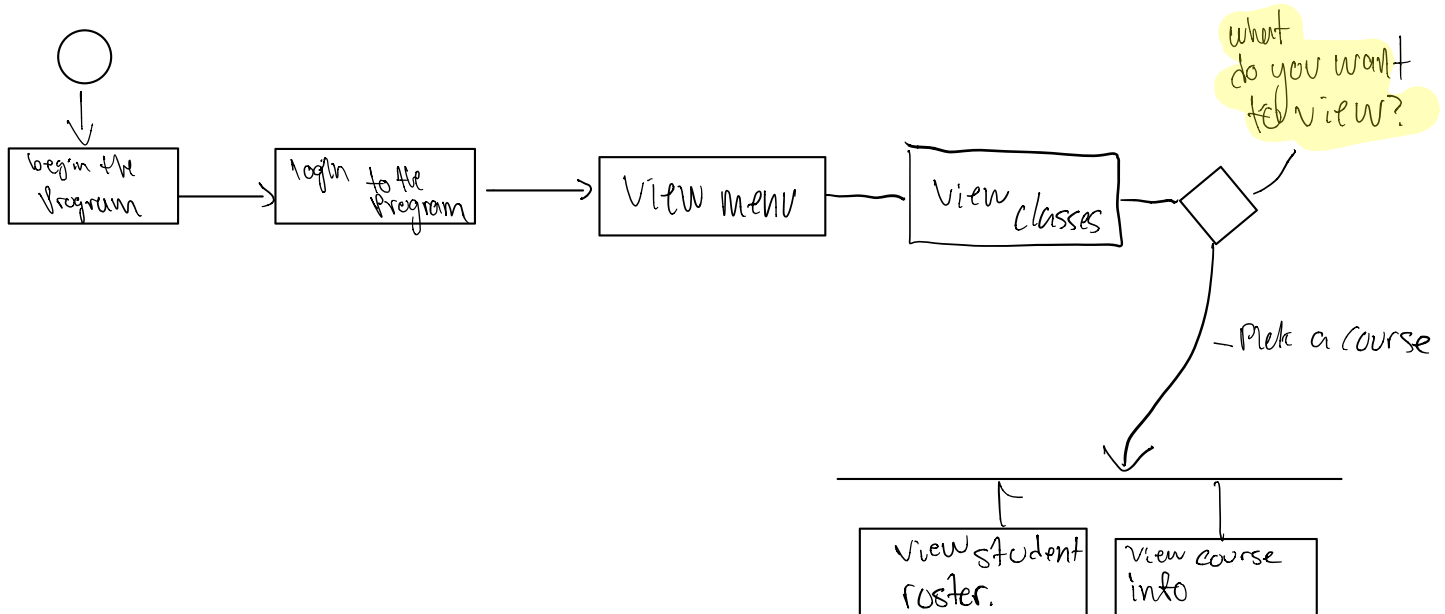 what
do you want
to view?
begin the
Program
login to the
Program
View menu
View classes
Pick a course
View student
roster.
View course
info